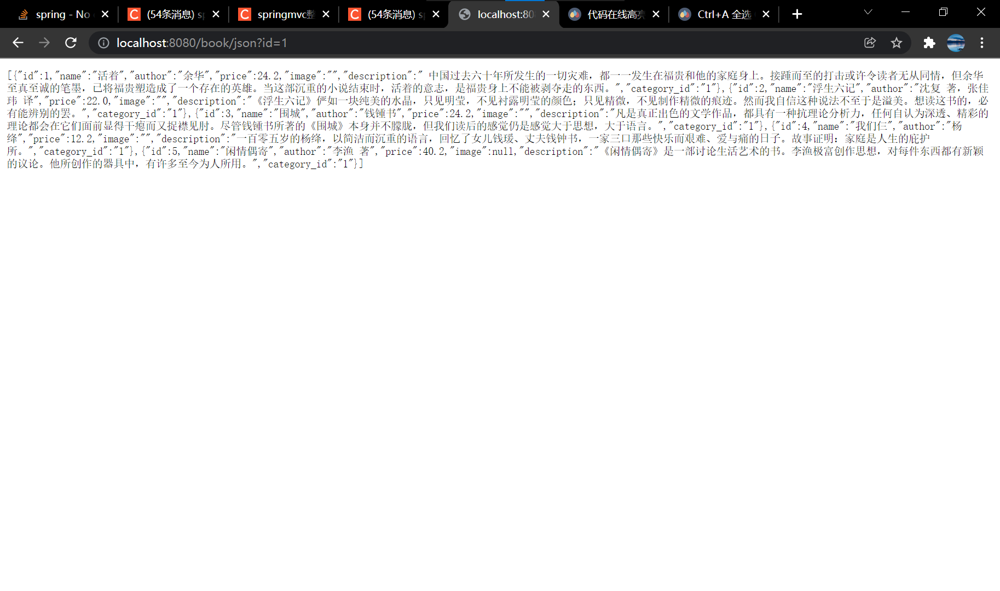 spring - No
(54条消息) s
springmvc整
(54条消息) s
localhost:80
代码在线高亮
Ctrl+A 全选
localhost:8080/book/json?id=1
[{"id":1,"name":"活着","author":"余华","price":24.2,"image":"","description":" 中国过去六十年所发生的一切灾难，都一一发生在福贵和他的家庭身上。接踵而至的打击或许令读者无从同情，但余华
至真至诚的笔墨，已将福贵塑造成了一个存在的英雄。当这部沉重的小说结束时，活着的意志，是福贵身上不能被剥夺走的东西。","category_id":"1"},{"id":2,"name":"浮生六记","author":"沈复 著，张佳
玮 译","price":22.0,"image":"","description":"《浮生六记》俨如一块纯美的水晶，只见明莹，不见衬露明莹的颜色；只见精微，不见制作精微的痕迹。然而我自信这种说法不至于是溢美。想读这书的，必
有能辨别的罢。","category_id":"1"},{"id":3,"name":"围城","author":"钱锺书","price":24.2,"image":"","description":"凡是真正出色的文学作品，都具有一种抗理论分析力，任何自认为深透、精彩的
理论都会在它们面前显得干瘪而又捉襟见肘。尽管钱锺书所著的《围城》本身并不朦胧，但我们读后的感觉仍是感觉大于思想，大于语言。","category_id":"1"},{"id":4,"name":"我们仨","author":"杨
绛","price":12.2,"image":"","description":"一百零五岁的杨绛，以简洁而沉重的语言，回忆了女儿钱瑗、丈夫钱钟书，一家三口那些快乐而艰难、爱与痛的日子。故事证明：家庭是人生的庇护
所。","category_id":"1"},{"id":5,"name":"闲情偶寄","author":"李渔 著","price":40.2,"image":null,"description":"《闲情偶寄》是一部讨论生活艺术的书。李渔极富创作思想，对每件东西都有新颖
的议论。他所创作的器具中，有许多至今为人所用。","category_id":"1"}]